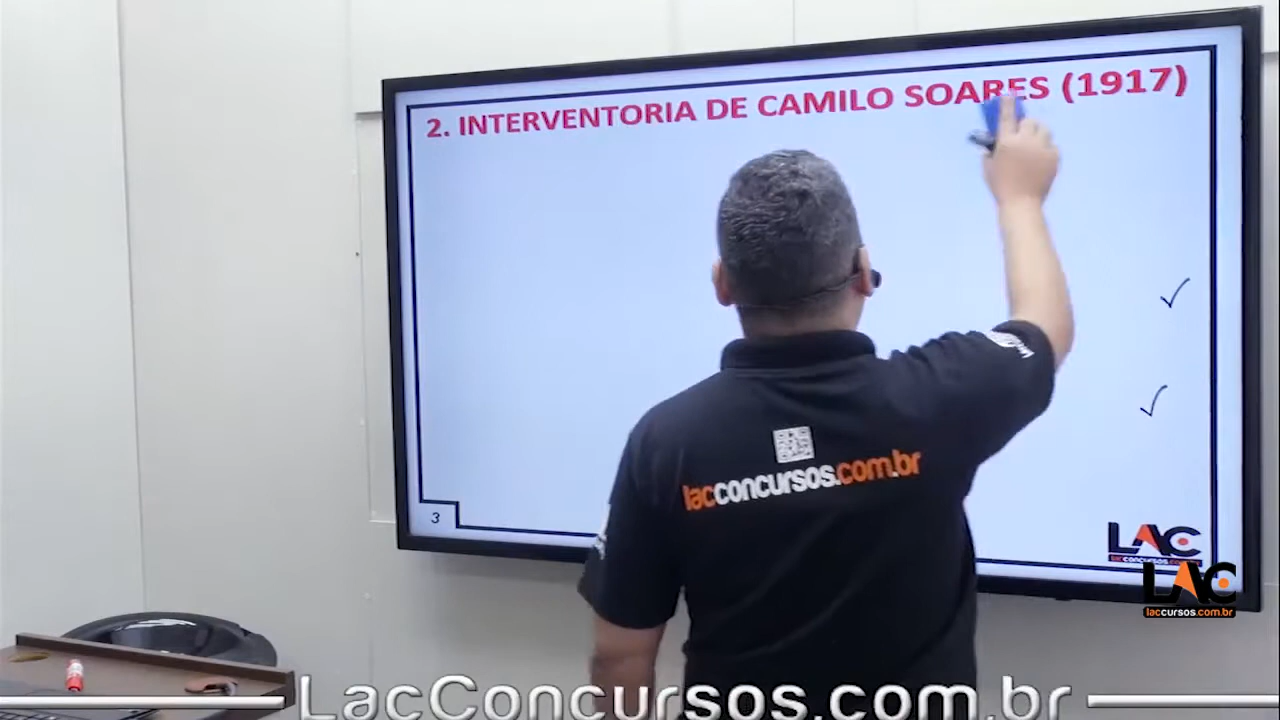 2. INTERVENTORIA DE CAMILO SOARES (1917)
lacconcursos.com.br
3
LAC
LAC
laccursos.com.br
LacConcursos.com.br